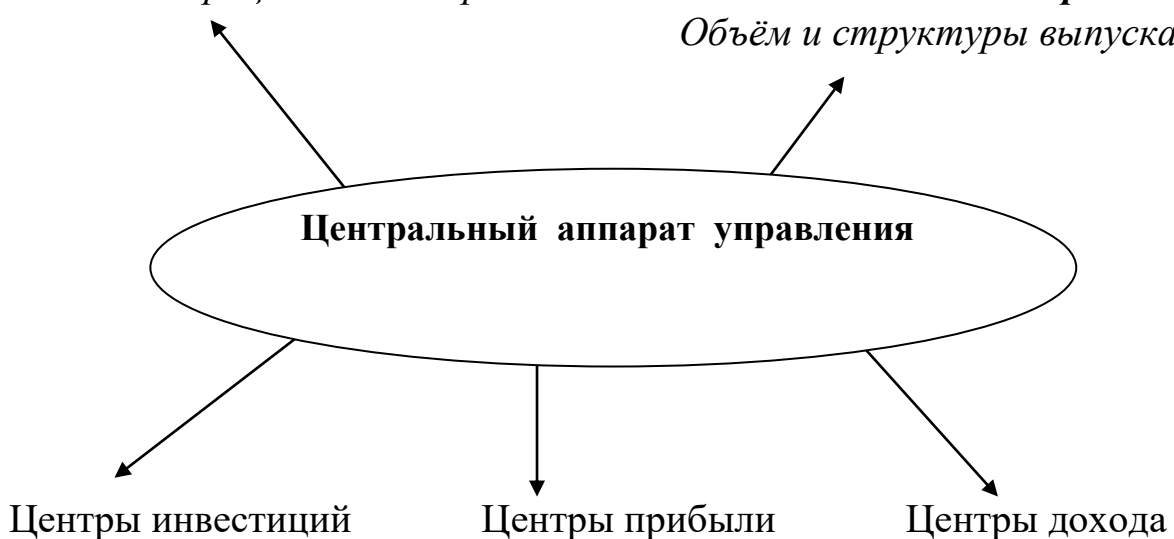 Объём и структуры выпуска
Центральный аппарат управления
Центры инвестиций Центры прибыли Центры дохода